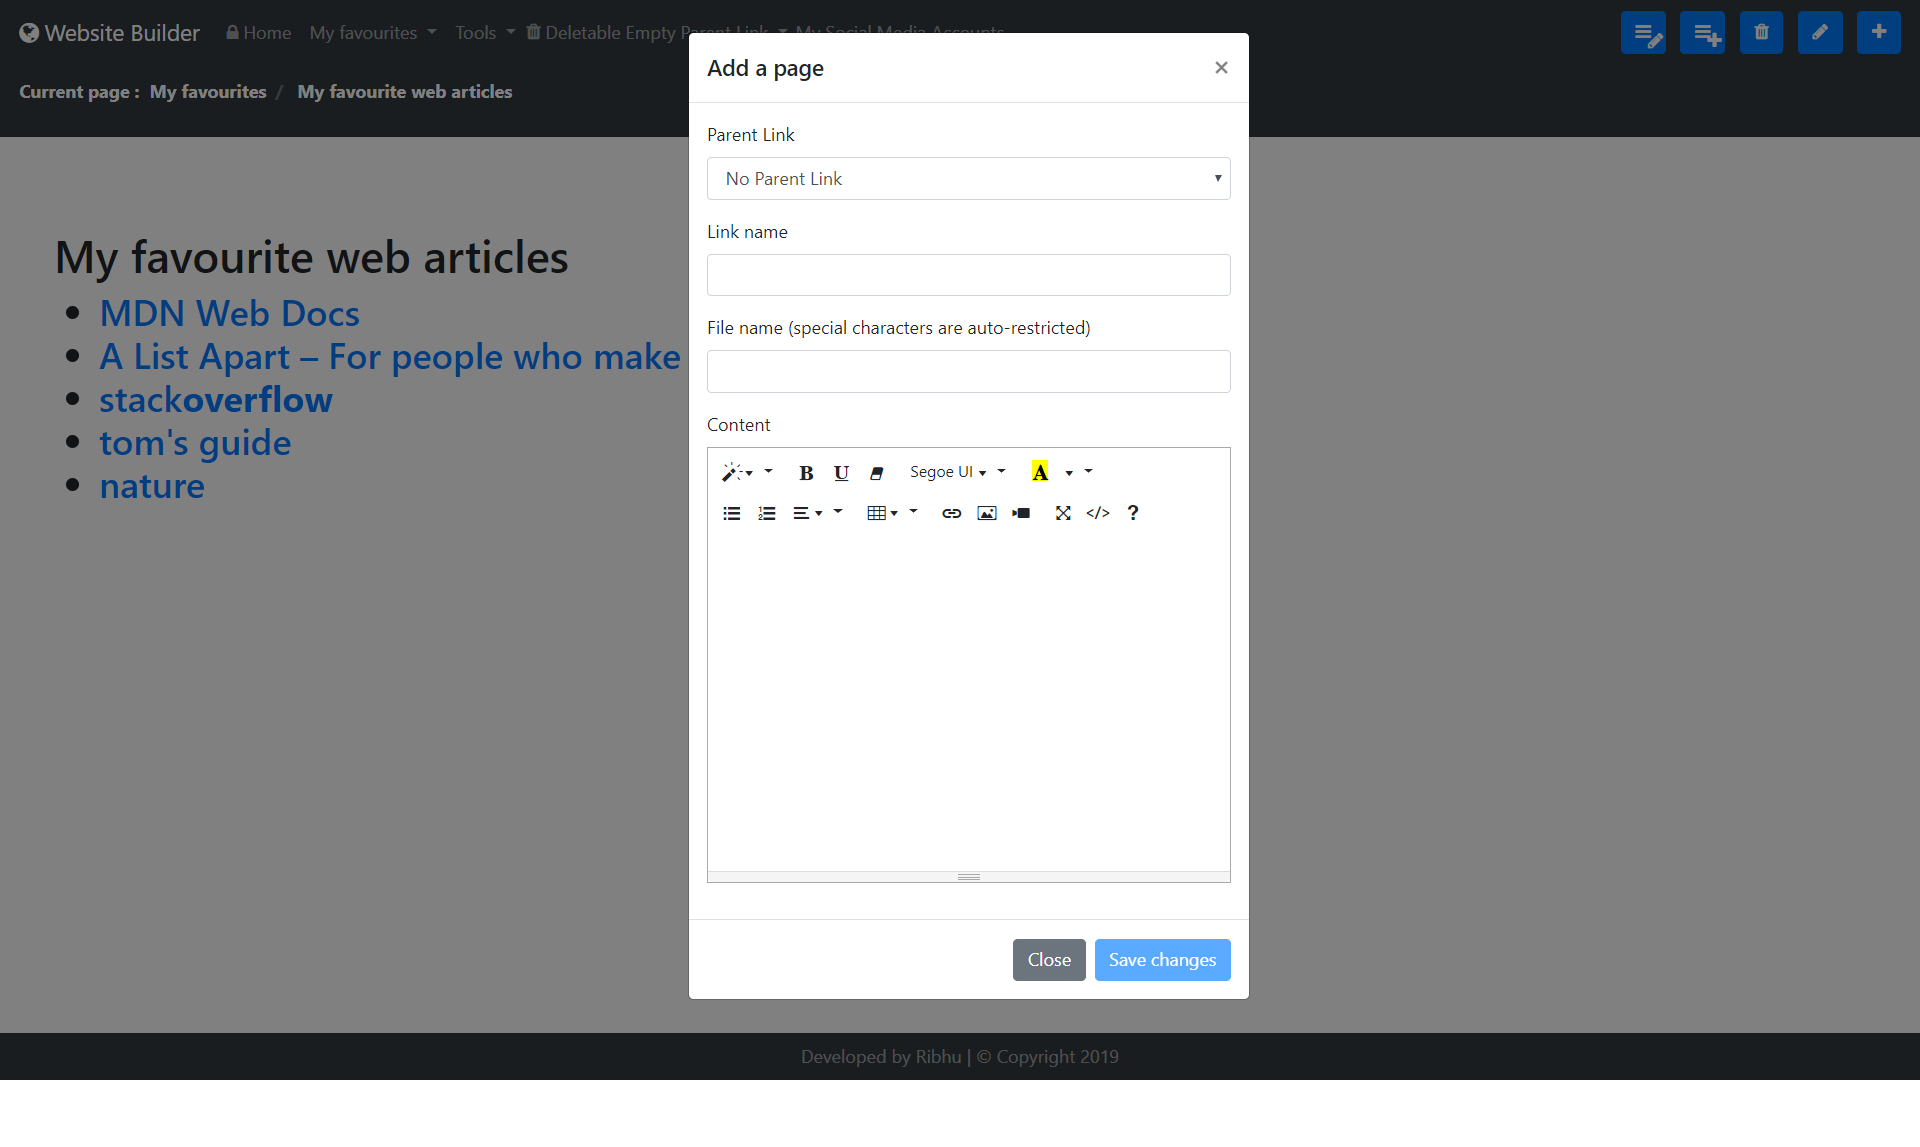 Website Builder Home My favourites Tools Deletable Empty Parent Link My Social Media Accounts
Current page : My favourites / My favourite web articles
My favourite web articles
MDN Web Docs
A List Apart – For people who make
stackoverflow
tom's guide
nature
Add a page ×
Parent Link
No Parent Link
Link name
File name (special characters are auto-restricted)
Content
B U Segoe UI A
</> ?
Close Save changes
Developed by Ribhu | © Copyright 2019